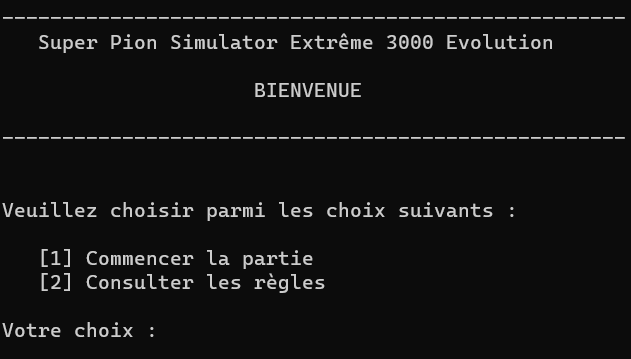 ----------------------------------------------------
Super Pion Simulator Extrême 3000 Evolution
BIENVENUE
----------------------------------------------------
Veuillez choisir parmi les choix suivants :
[1] Commencer la partie
[2] Consulter les règles
Votre choix :